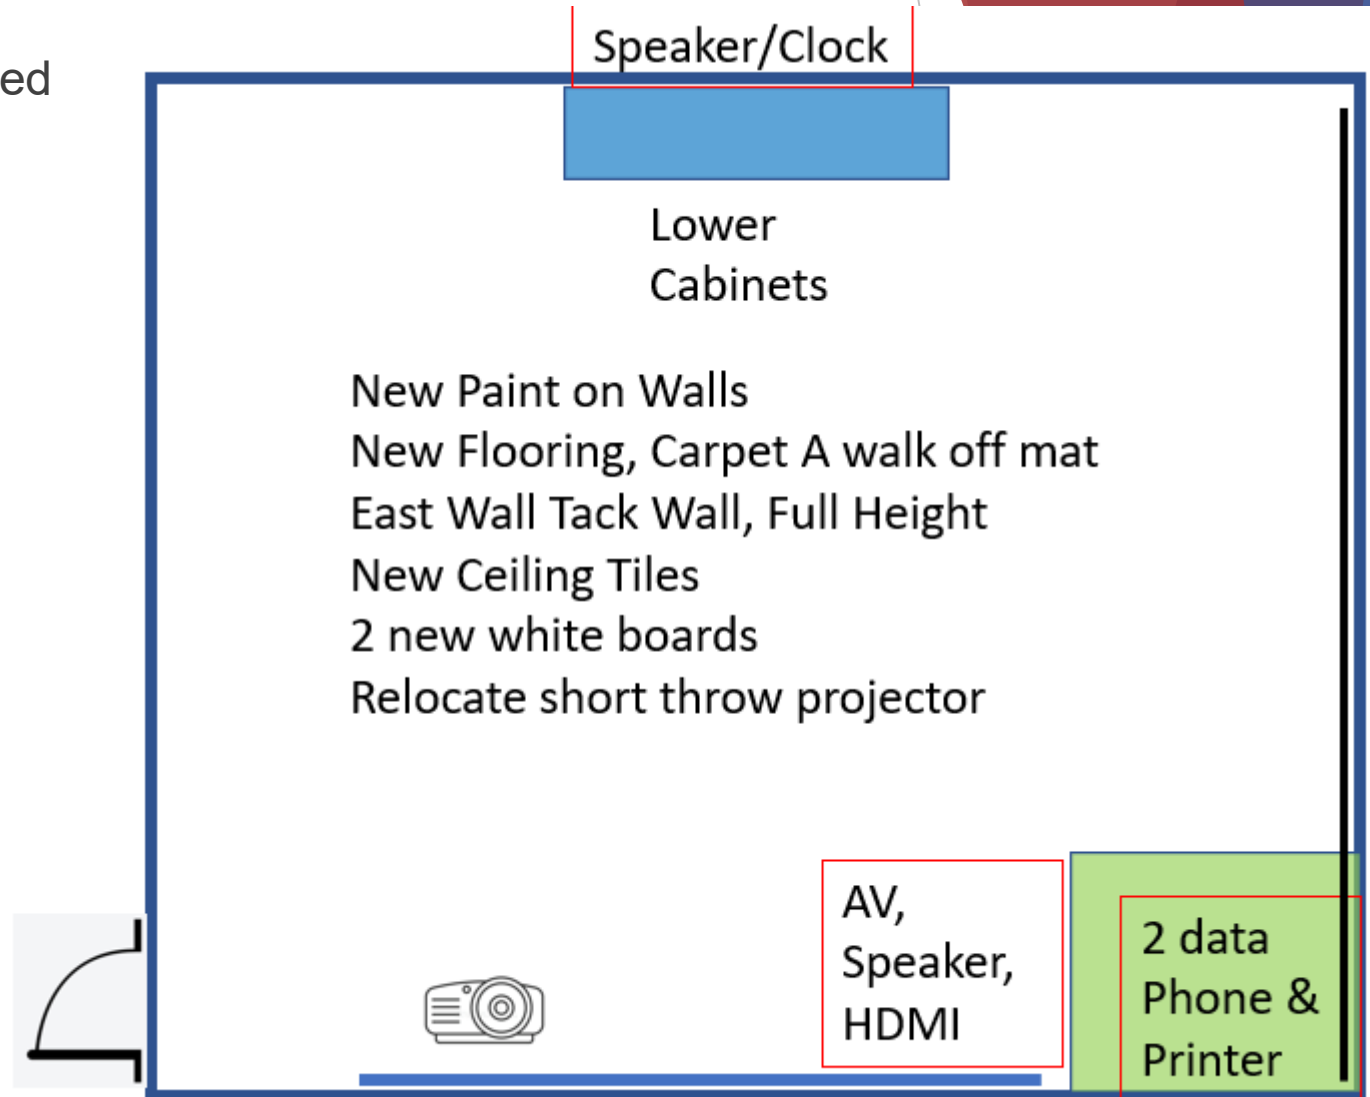 Speaker/Clock
ed
Lower
Cabinets
New Paint on Walls
New Flooring, Carpet A walk off mat
East Wall Tack Wall, Full Height
New Ceiling Tiles
2 new white boards
Relocate short throw projector
AV,
Speaker,
HDMI
2 data
Phone &
Printer